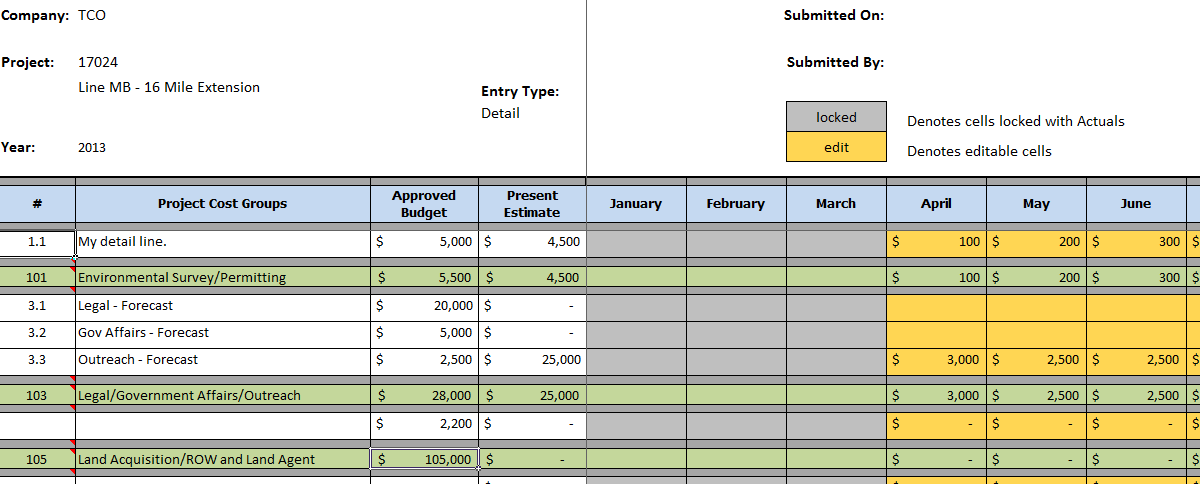 Company: TCO Submitted On:
Project: 17024 Submitted By:
Line MB - 16 Mile Extension
Entry Type:
Detail
locked Denotes cells locked with Actuals
Year: 2013 edit Denotes editable cells
# Project Cost Groups Approved Budget Present Estimate January February March April May June
1.1 My detail line. $ 5,000 $ 4,500 $ 100 $ 200 $ 300 $
101 Environmental Survey/Permitting $ 5,500 $ 4,500 $ 100 $ 200 $ 300 $
3.1 Legal - Forecast $ 20,000 $ -
3.2 Gov Affairs - Forecast $ 5,000 $ -
3.3 Outreach - Forecast $ 2,500 $ 25,000 $ 3,000 $ 2,500 $ 2,500 $
103 Legal/Government Affairs/Outreach $ 28,000 $ 25,000 $ 3,000 $ 2,500 $ 2,500 $
$ 2,200 $ - $ - $ - $ - $
105 Land Acquisition/ROW and Land Agent $ 105,000 $ - $ - $ - $ - $